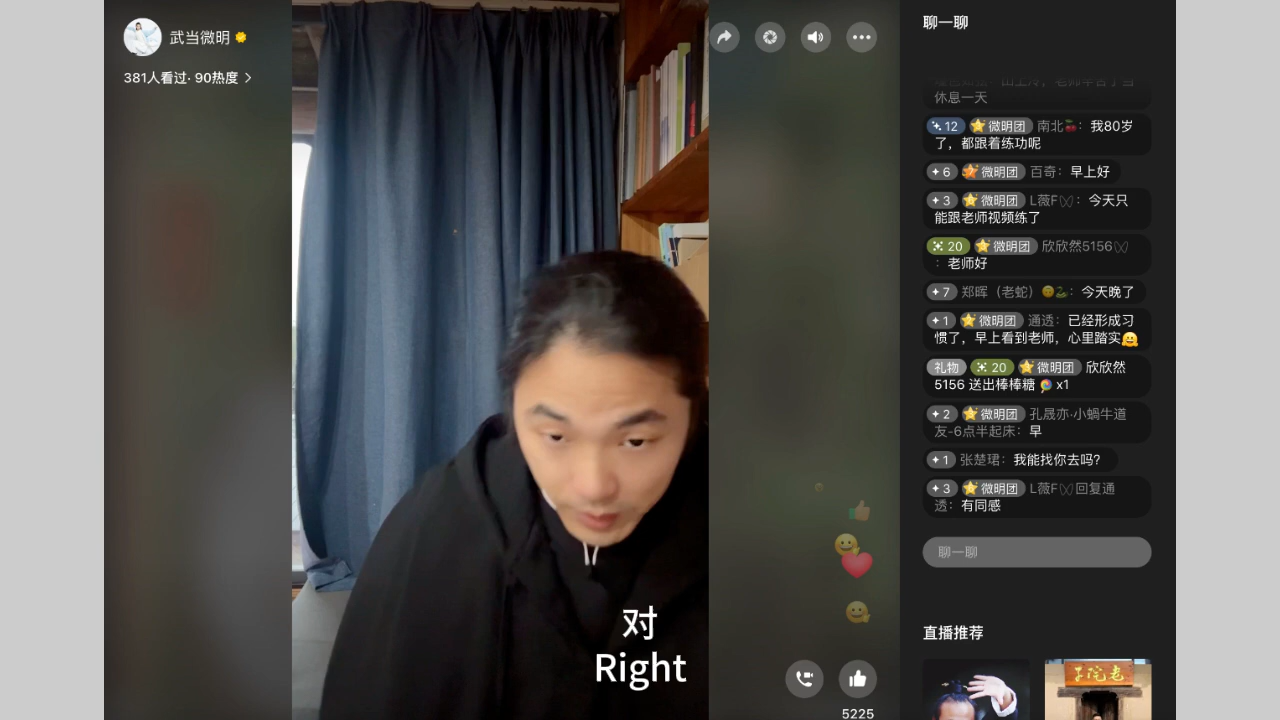 武当微明
381人看过· 90热度 >
对
Right
5225
聊一聊
休息一天
12 微明团 南北🍒：我80岁
了，都跟着练功呢
6 微明团 百奇：早上好
3 微明团 L薇F：今天只
能跟老师视频练了
20 微明团 欣欣然5156
：老师好
7 郑晖（老蛇）：今天晚了
1 微明团 通透：已经形成习
惯了，早上看到老师，心里踏实🤗
礼物 20 微明团 欣欣然
5156 送出棒棒糖🍭 x1
2 微明团 孔晟亦·小蝸牛道
友-6点半起床：早
1 张楚珺：我能找你去吗？
3 微明团 L薇F回复通
透：有同感
聊一聊
直播推荐